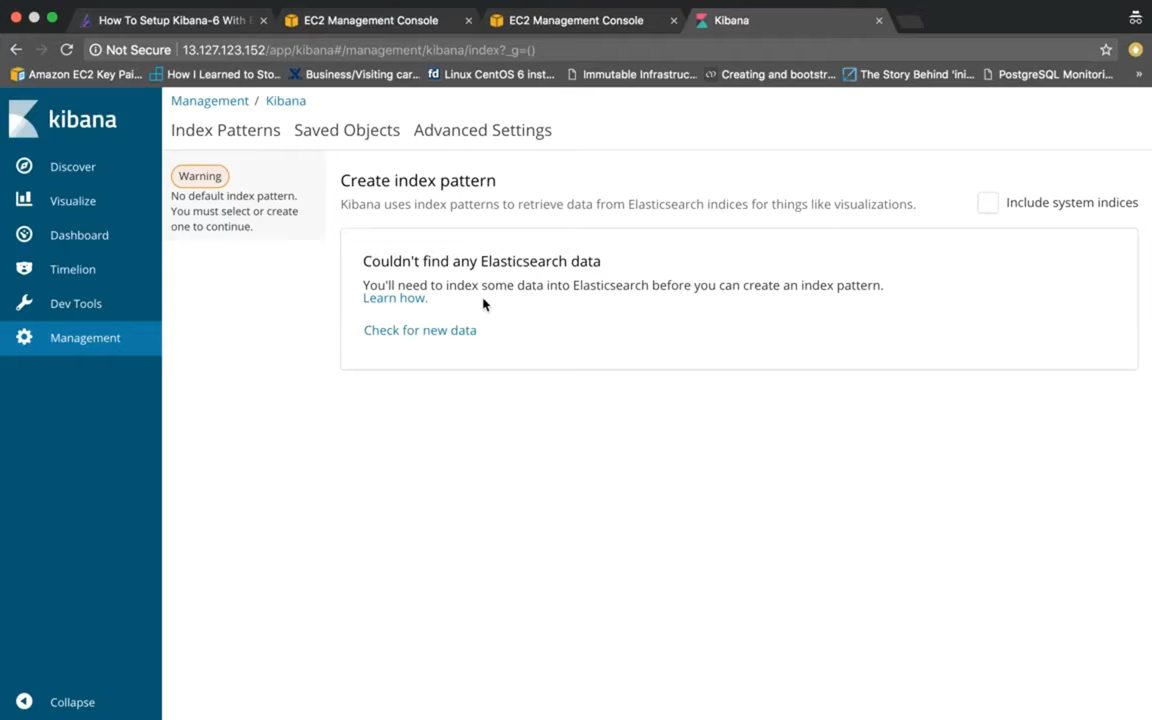 How To Setup Kibana-6 With E
EC2 Management Console
EC2 Management Console
Kibana
Not Secure 13.127.123.152/app/kibana#/management/kibana/index?_g=()
Amazon EC2 Key Pai...
How I Learned to Sto...
Business/Visiting car...
fd Linux CentOS 6 inst...
Immutable Infrastruc...
Creating and bootstr...
The Story Behind 'ini...
PostgreSQL Monitori...
»
kibana
Discover
Visualize
Dashboard
Timelion
Dev Tools
Management
Collapse
Management / Kibana
Index Patterns Saved Objects Advanced Settings
Warning
No default index pattern.
You must select or create
one to continue.
Create index pattern
Kibana uses index patterns to retrieve data from Elasticsearch indices for things like visualizations.
Include system indices
Couldn't find any Elasticsearch data
You'll need to index some data into Elasticsearch before you can create an index pattern.
Learn how.
Check for new data